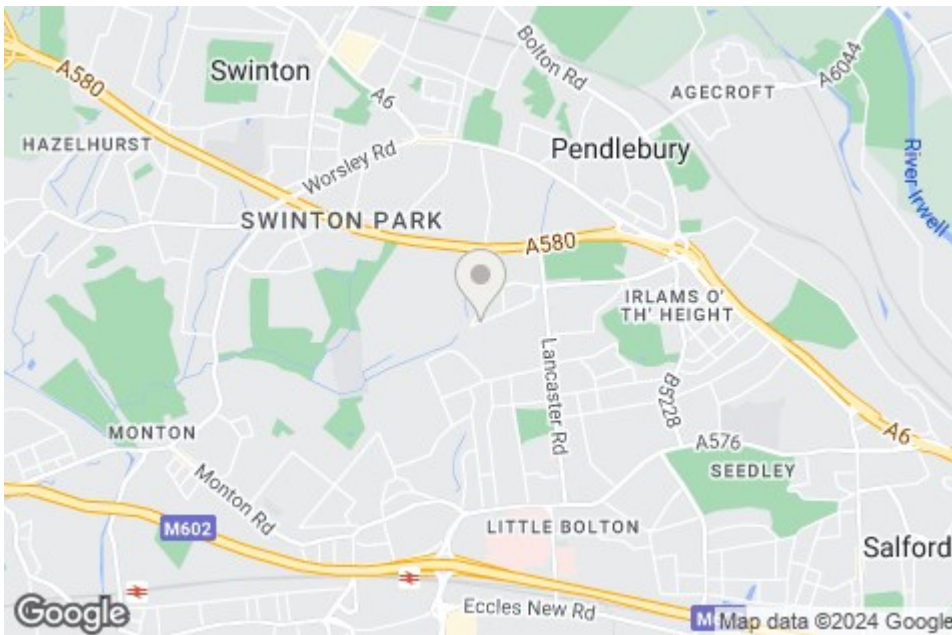 Swinton
Bolton Rd
A6044
A580
A6
AGECROFT
HAZELHURST
Worsley Rd
Pendlebury
River Irwell
SWINTON PARK
A580
IRLAMS O'
TH' HEIGHT
Lancaster Rd
B5228
MONTON
A576
A6
SEEDLEY
Monton Rd
M602
LITTLE BOLTON
Salford
Eccles New Rd
Google
Map data ©2024 Google